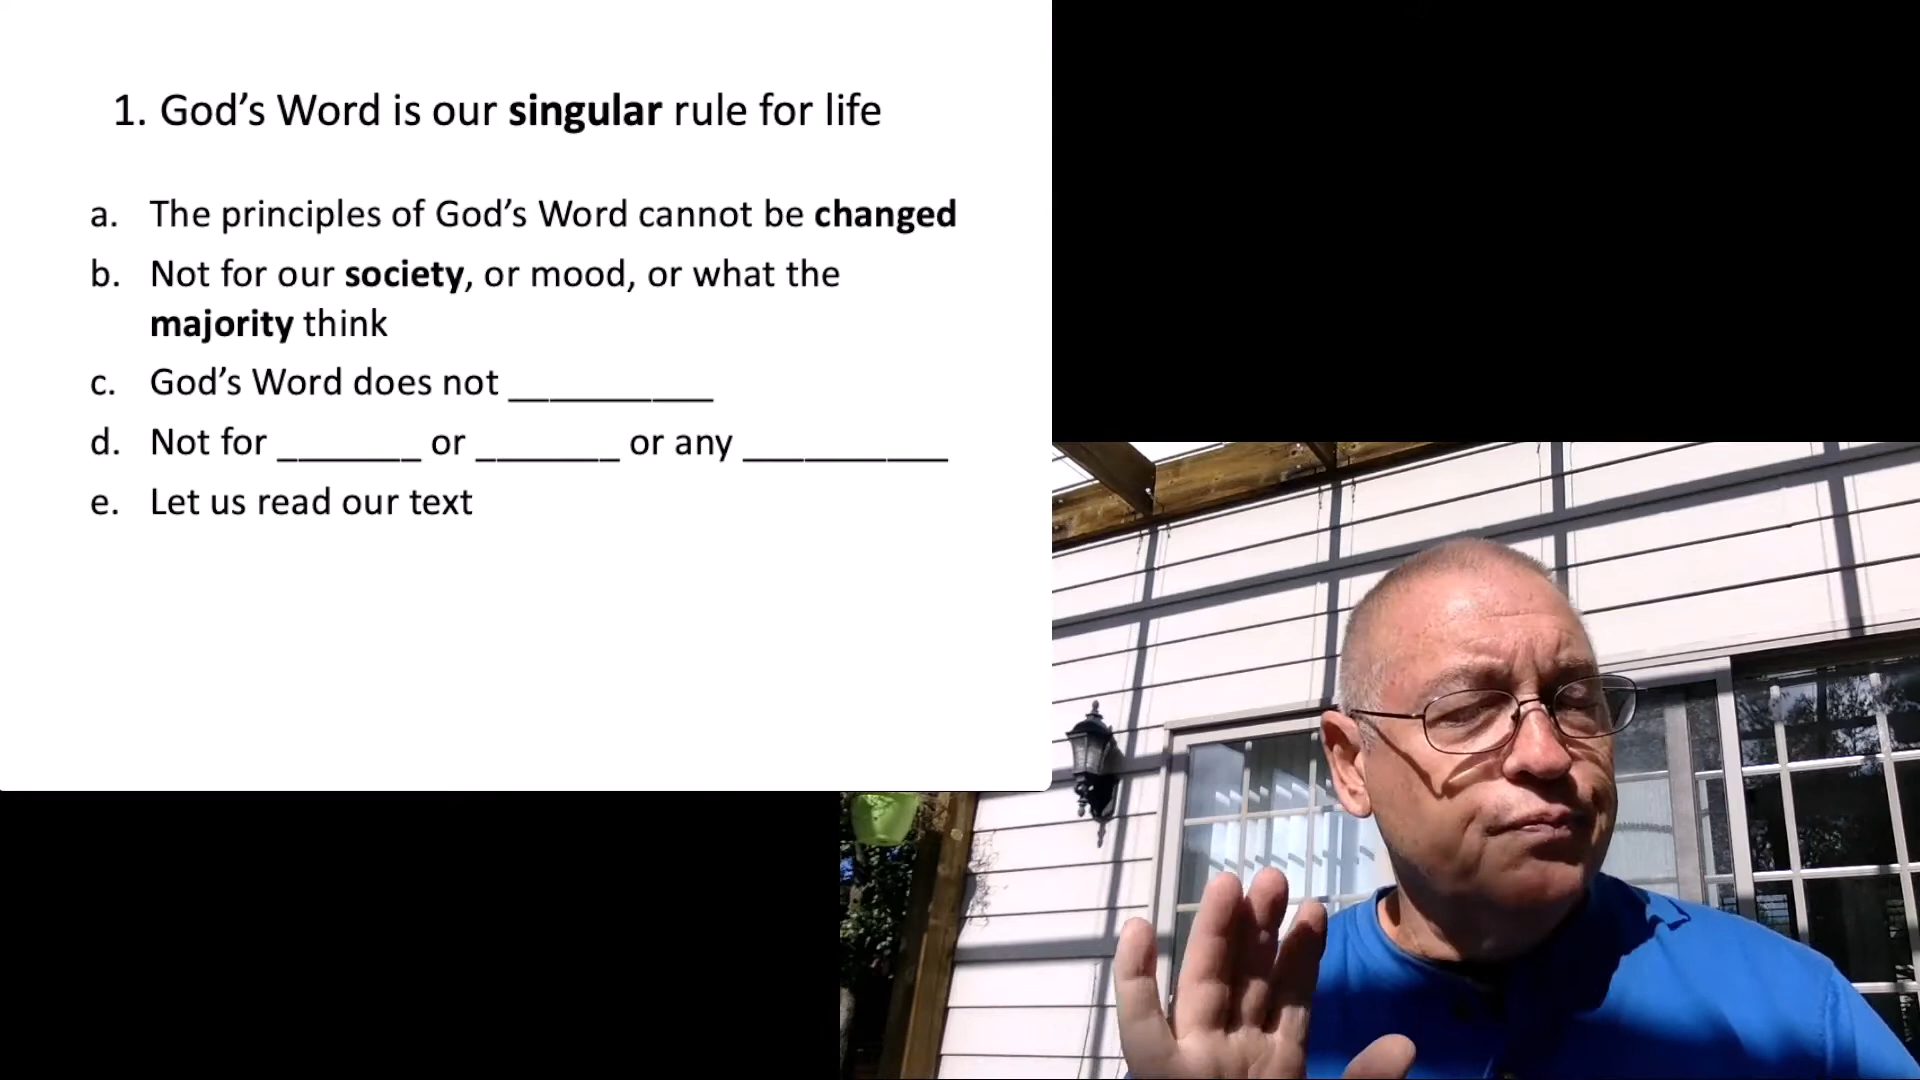 1. God’s Word is our singular rule for life
a. The principles of God’s Word cannot be changed
b. Not for our society, or mood, or what the
majority think
c. God’s Word does not __________
d. Not for _______ or _______ or any __________
e. Let us read our text